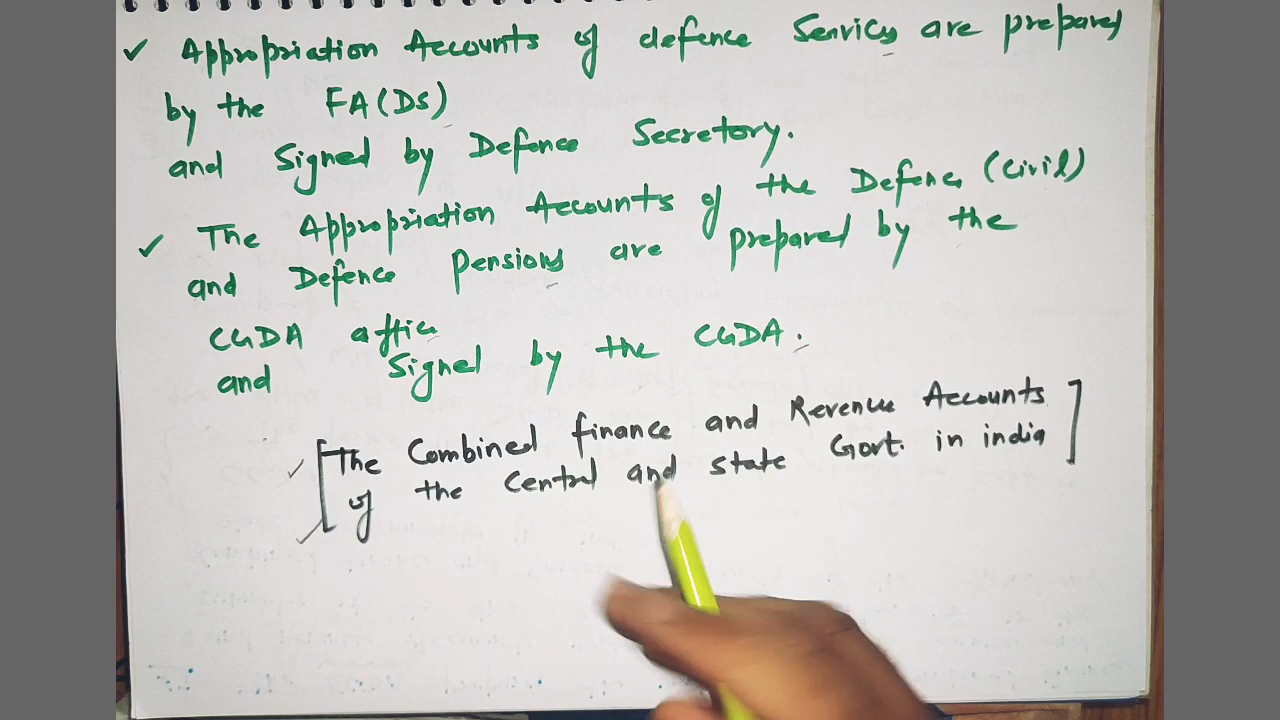 ✓ Appropriation Accounts of defence Services are prepared
by the FA(DS)
and Signed by Defence Secretory.
✓ The Appropriation Accounts of the Defence (Civil)
and Defence Pensions are prepared by the
CGDA office
and Signed by the CGDA.
[The Combined finance and Revenue Accounts
of the Central and state Govt. in india]